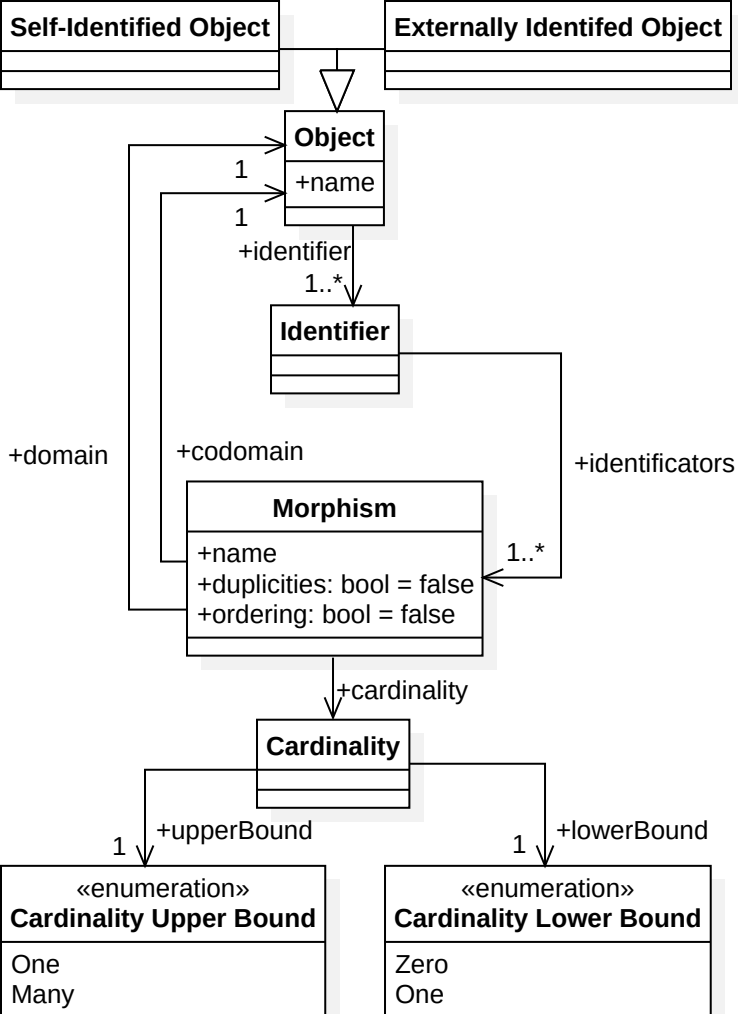 Self-Identified Object
Externally Identifed Object
Object
1
+name
1
+identifier
1..*
Identifier
+domain
+codomain
+identificators
Morphism
1..*
+name
+duplicities: bool = false
+ordering: bool = false
+cardinality
Cardinality
+upperBound
1
+lowerBound
1
«enumeration»
Cardinality Upper Bound
One
Many
«enumeration»
Cardinality Lower Bound
Zero
One